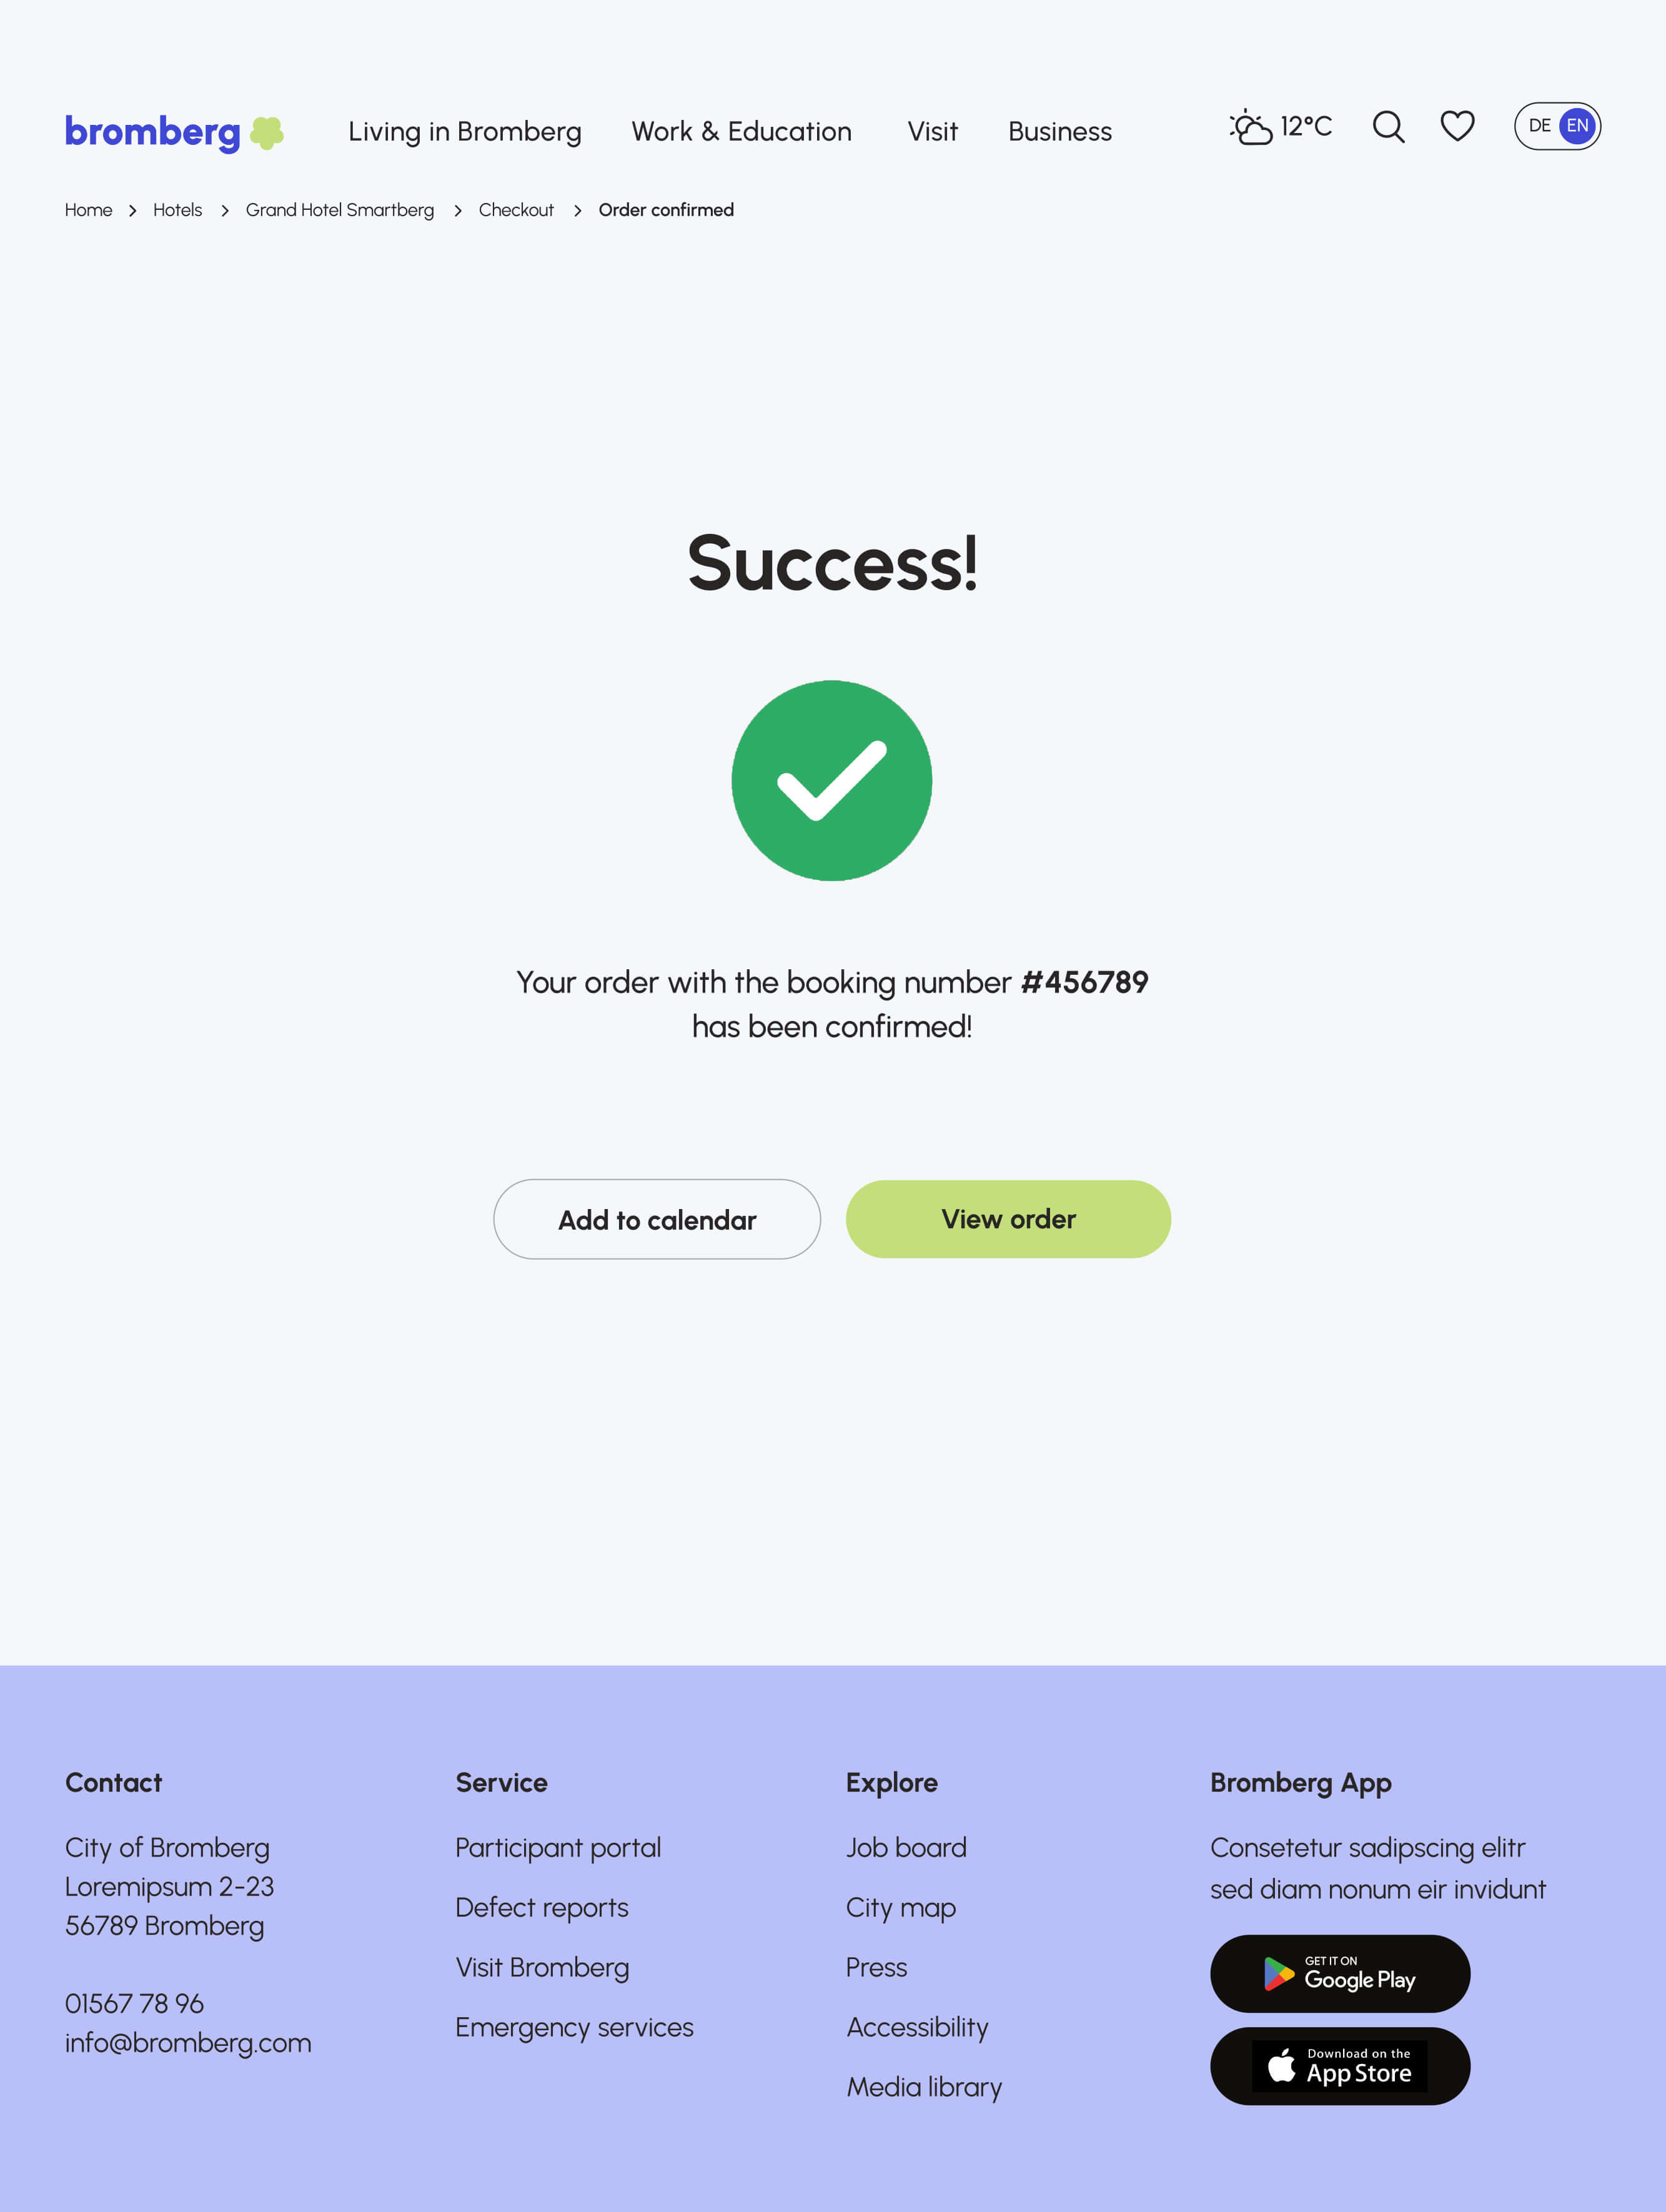 bromberg
Living in Bromberg
Work & Education
Visit
Business
12°C
DE
EN
Home
Hotels
Grand Hotel Smartberg
Checkout
Order confirmed
Success!
Your order with the booking number #456789
has been confirmed!
Add to calendar
View order
Contact
City of Bromberg
Loremipsum 2-23
56789 Bromberg
01567 78 96
info@bromberg.com
Service
Participant portal
Defect reports
Visit Bromberg
Emergency services
Explore
Job board
City map
Press
Accessibility
Media library
Bromberg App
Consetetur sadipscing elitr
sed diam nonum eir invidunt
GET IT ON
Google Play
Download on the
App Store